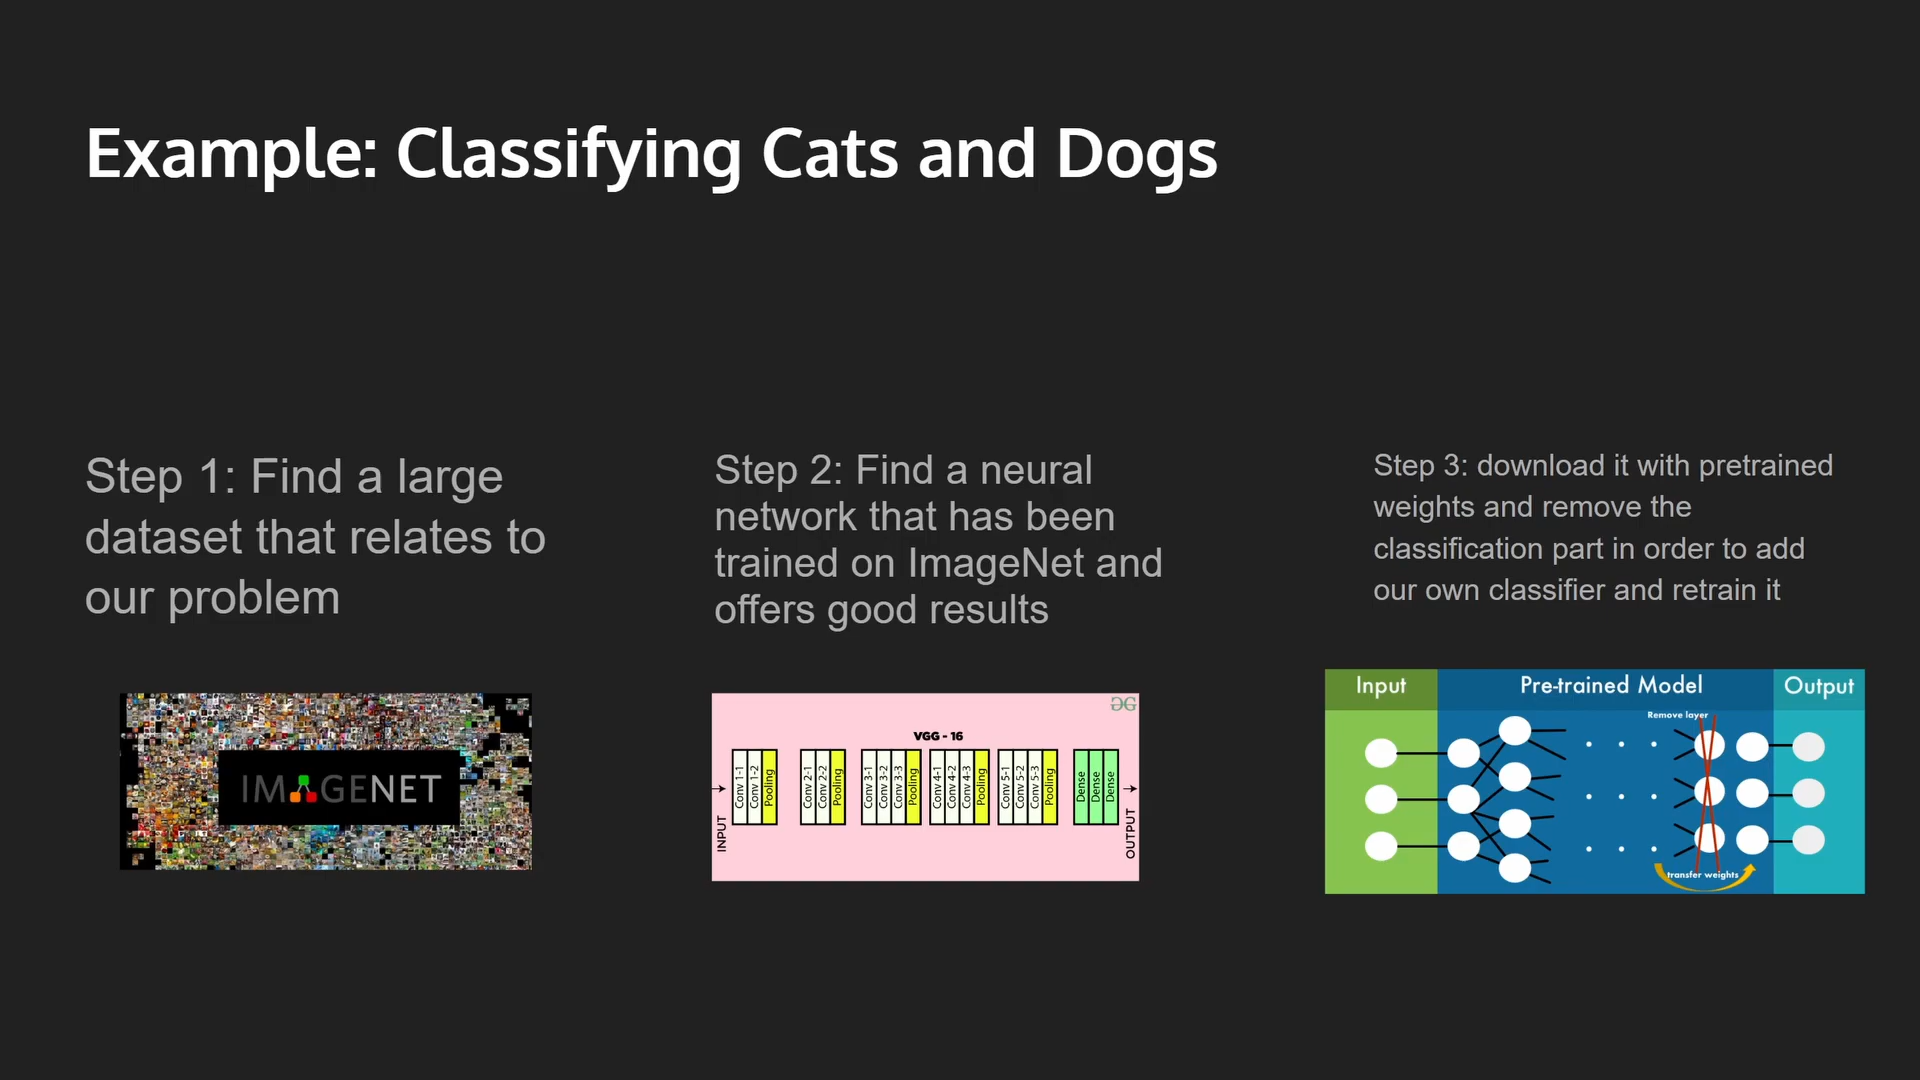 Example: Classifying Cats and Dogs
Step 1: Find a large
dataset that relates to
our problem
Step 2: Find a neural
network that has been
trained on ImageNet and
offers good results
Step 3: download it with pretrained
weights and remove the
classification part in order to add
our own classifier and retrain it
IMAGENET
VGG - 16
INPUT
Conv 1-1
Conv 1-2
Pooling
Conv 2-1
Conv 2-2
Pooling
Conv 3-1
Conv 3-2
Conv 3-3
Pooling
Conv 4-1
Conv 4-2
Conv 4-3
Pooling
Conv 5-1
Conv 5-2
Conv 5-3
Pooling
Dense
Dense
Dense
OUTPUT
Input
Pre-trained Model
Output
Remove layer
transfer weights